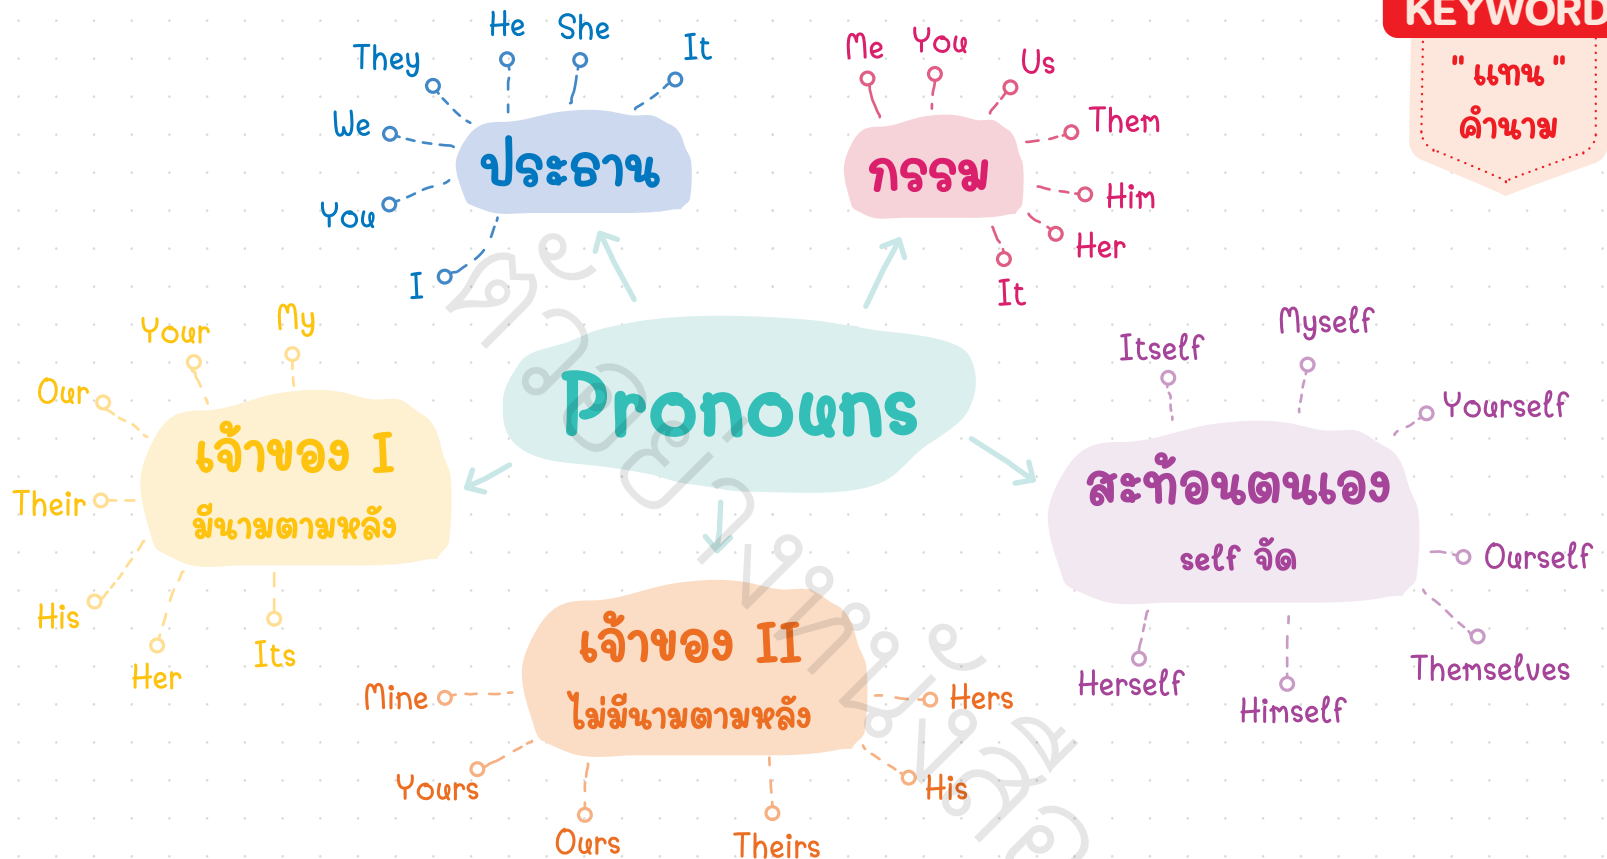 KEYWORD
" แทน "
คำนาม
He
She
It
They
We
You
I
ประธาน
Me
You
Us
Them
Him
Her
It
กรรม
Pronouns
My
Your
Our
Their
His
Her
Its
เจ้าของ I
มีนามตามหลัง
Itself
Myself
Yourself
Ourself
Themselves
Himself
Herself
สะท้อนตนเอง
self จัด
เจ้าของ II
ไม่มีนามตามหลัง
Mine
Yours
Ours
Theirs
His
Hers